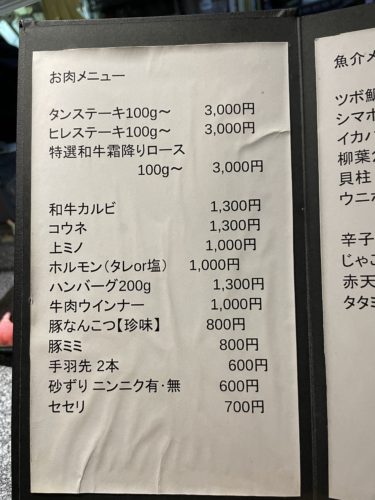 お肉メニュー
タンステーキ100g〜 3,000円
ヒレステーキ100g〜 3,000円
特選和牛霜降りロース
100g〜 3,000円
和牛カルビ 1,300円
コウネ 1,300円
上ミノ 1,000円
ホルモン(タレor塩) 1,000円
ハンバーグ200g 1,300円
牛肉ウインナー 1,000円
豚なんこつ【珍味】 800円
豚ミミ 800円
手羽先 2本 600円
砂ずり ニンニク有・無 600円
セセリ 700円
魚介メ
ツボ鯛
シマホ
イカバ
柳葉
貝柱
ウニホ
辛子
じゃこ
赤天
タタミ